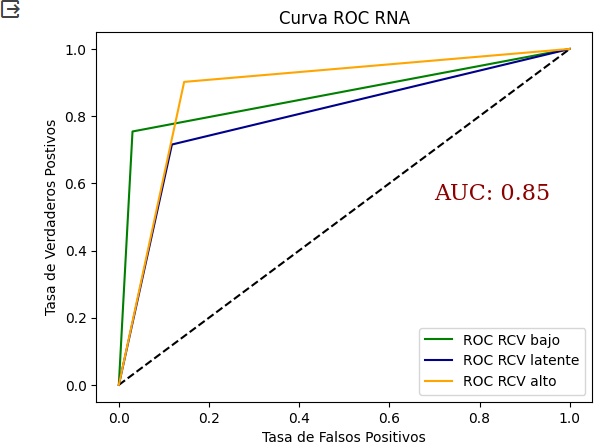 Curva ROC RNA
1.0
0.8
0.6
0.4
0.2
0.0
Tasa de Verdaderos Postivos
AUC: 0.85
ROC RCV bajo
ROC RCV latente
ROC RCV alto
0.0 0.2 0.4 0.6 0.8 1.0
Tasa de Falsos Positivos